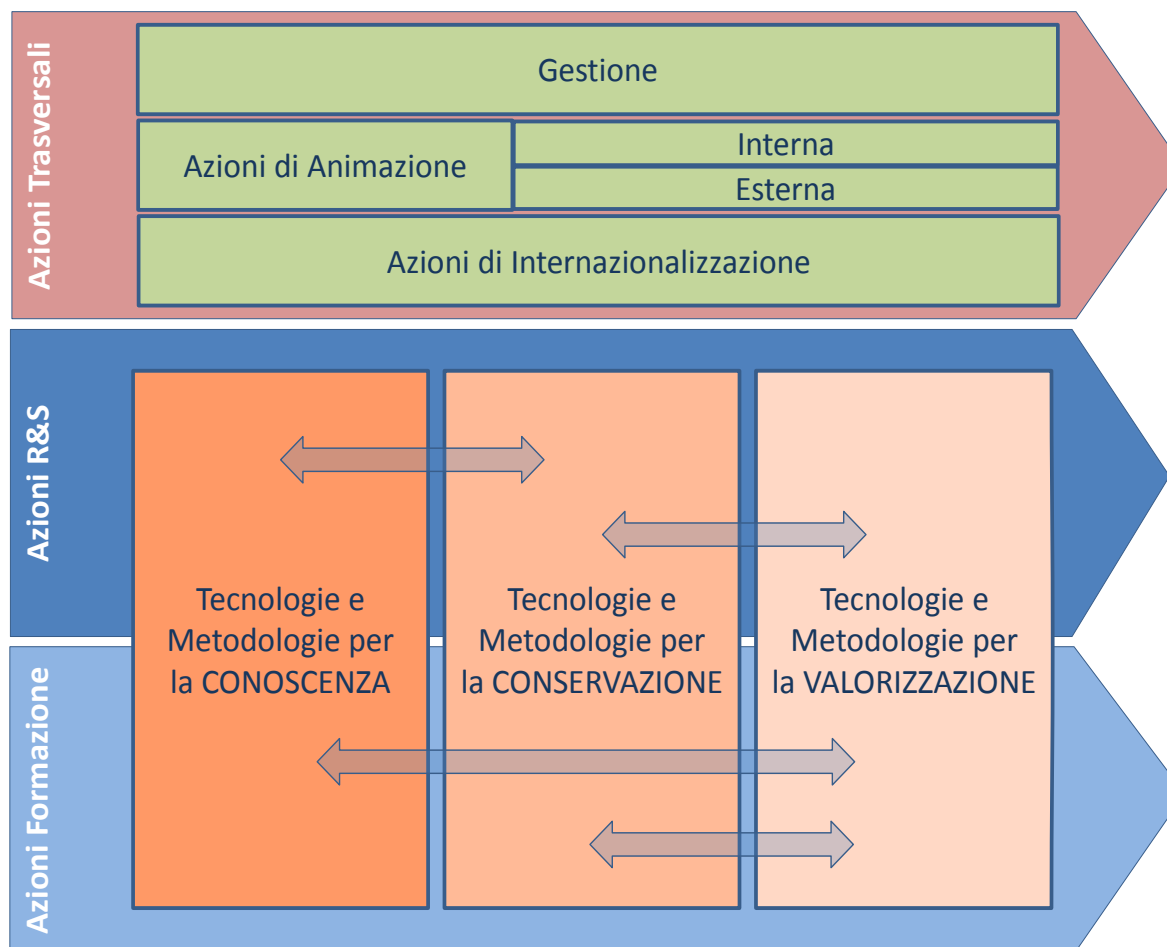 Azioni Trasversali
Gestione
Azioni di Animazione
Interna
Esterna
Azioni di Internazionalizzazione
Azioni R&S
Tecnologie e
Metodologie per
la CONOSCENZA
Tecnologie e
Metodologie per
la CONSERVAZIONE
Tecnologie e
Metodologie per
la VALORIZZAZIONE
Azioni Formazione